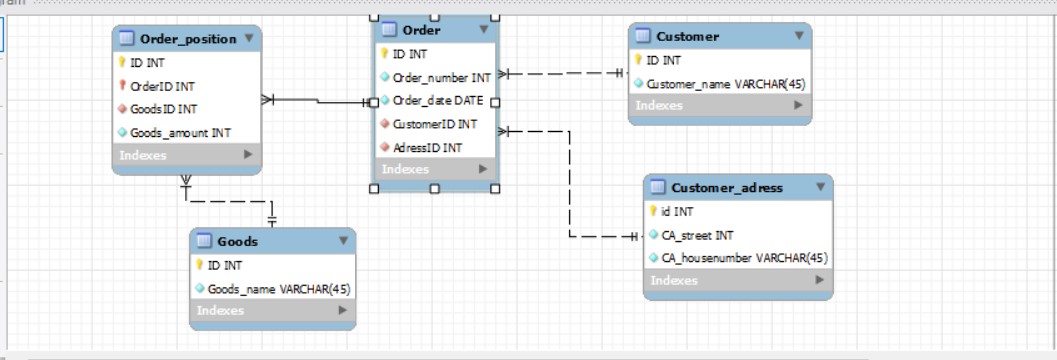 Order_position
ID INT
OrderID INT
GoodsID INT
Goods_amount INT
Indexes
Order
ID INT
Order_number INT
Order_date DATE
CustomerID INT
AdressID INT
Indexes
Customer
ID INT
Customer_name VARCHAR(45)
Indexes
Customer_adress
id INT
CA_street INT
CA_housenumber VARCHAR(45)
Indexes
Goods
ID INT
Goods_name VARCHAR(45)
Indexes